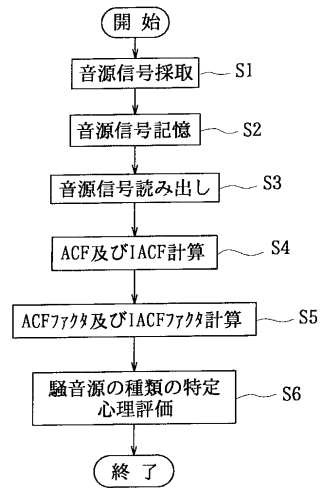 開 始
音源信号採取 S1
音源信号記憶 S2
音源信号読み出し S3
ACF及びIACF計算 S4
ACFファクタ及びIACFファクタ計算 S5
騒音源の種類の特定
心理評価 S6
終 了